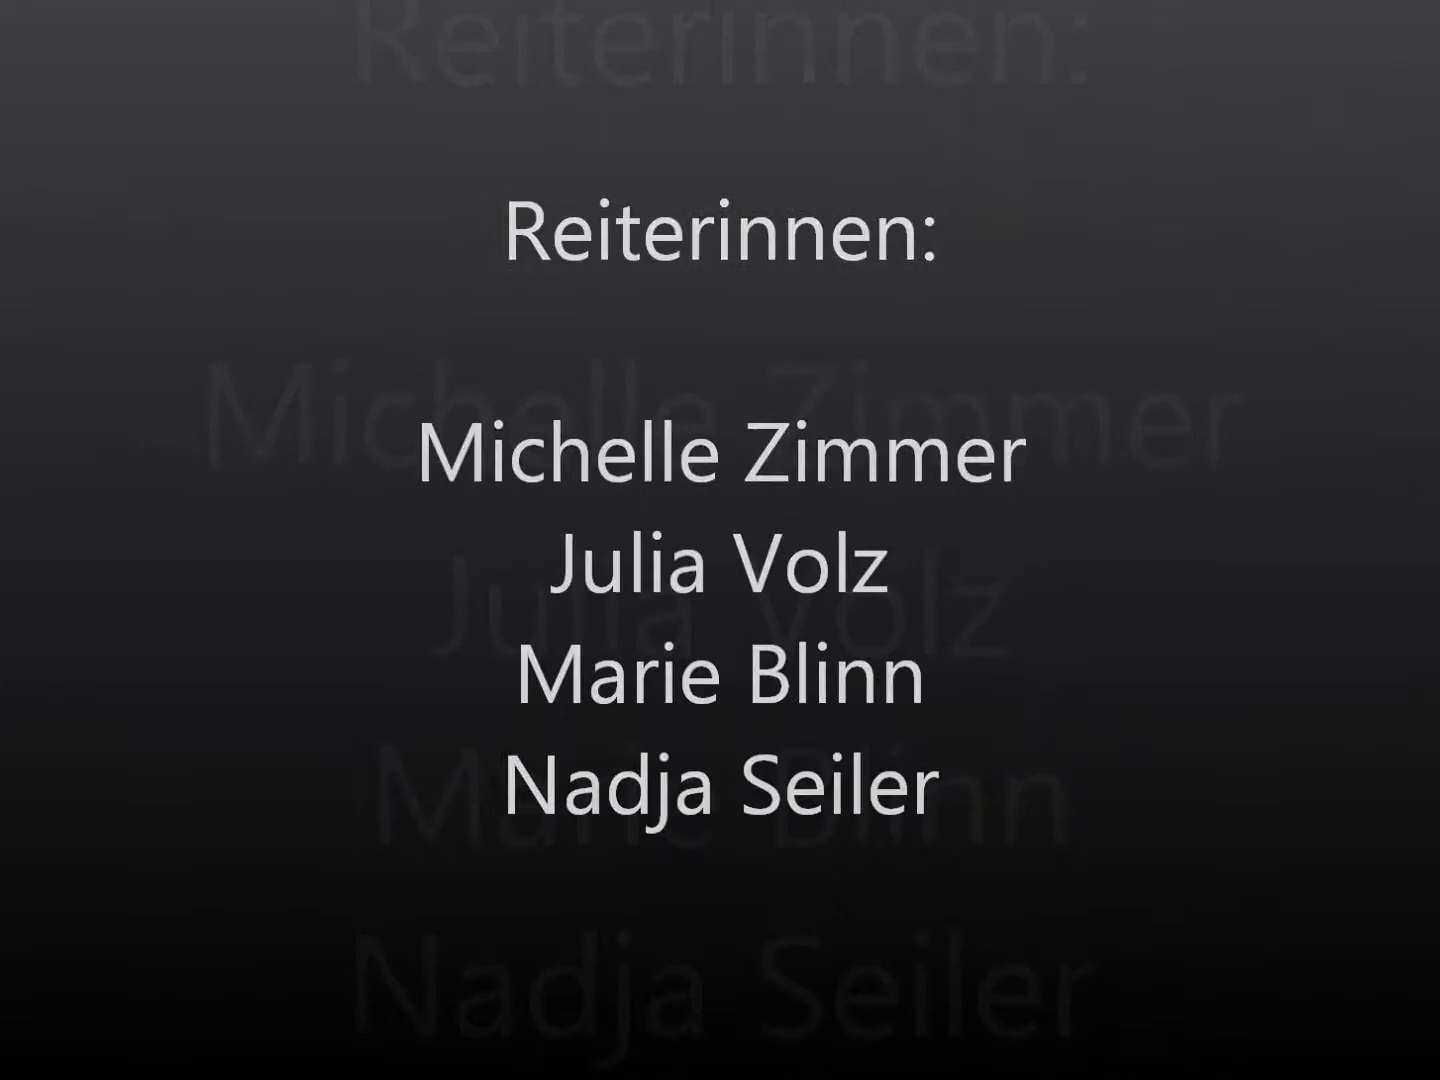 Reiterinnen:
Michelle Zimmer
Julia Volz
Marie Blinn
Nadja Seiler